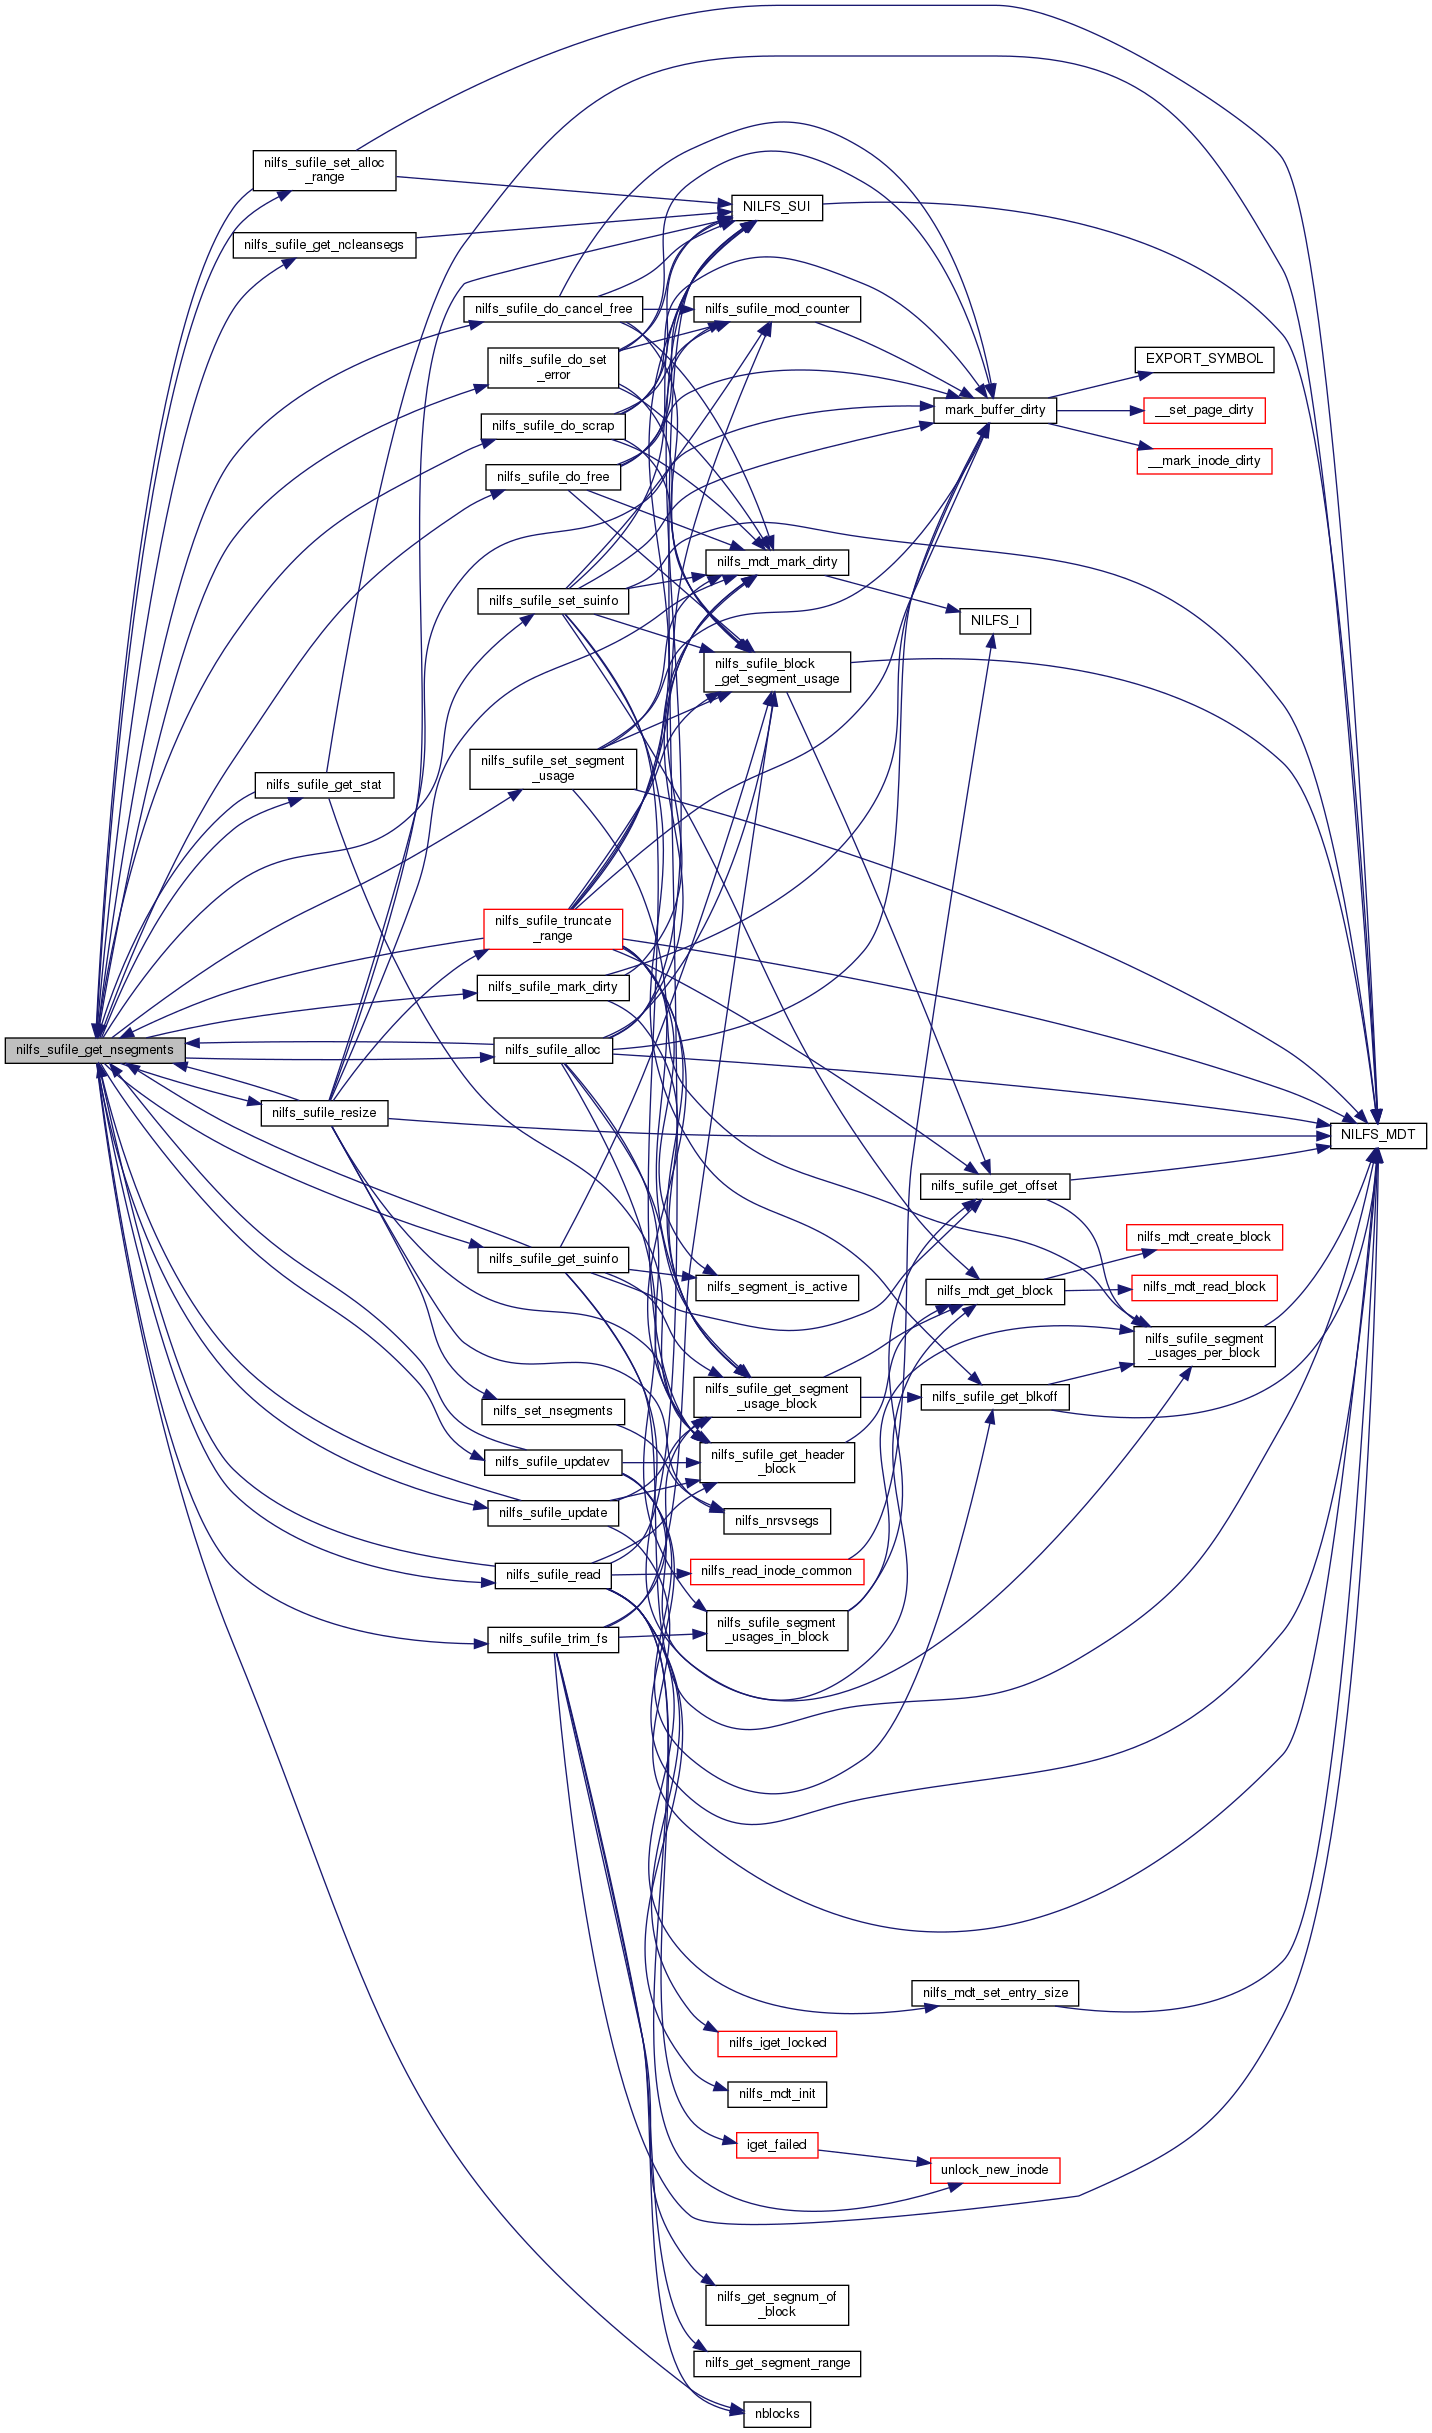 nilfs_sufile_set_alloc
_range
NILFS_SUI
nilfs_sufile_get_ncleansegs
nilfs_sufile_do_cancel_free
nilfs_sufile_mod_counter
nilfs_sufile_do_set
_error
EXPORT_SYMBOL
mark_buffer_dirty
__set_page_dirty
nilfs_sufile_do_scrap
__mark_inode_dirty
nilfs_sufile_do_free
nilfs_mdt_mark_dirty
nilfs_sufile_set_suinfo
NILFS_I
nilfs_sufile_block
_get_segment_usage
nilfs_sufile_set_segment
_usage
nilfs_sufile_get_stat
nilfs_sufile_truncate
_range
nilfs_sufile_mark_dirty
nilfs_sufile_get_nsegments
nilfs_sufile_alloc
nilfs_sufile_resize
NILFS_MDT
nilfs_sufile_get_offset
nilfs_mdt_create_block
nilfs_sufile_get_suinfo
nilfs_segment_is_active
nilfs_mdt_get_block
nilfs_mdt_read_block
nilfs_sufile_segment
_usages_per_block
nilfs_sufile_get_segment
_usage_block
nilfs_sufile_get_blkoff
nilfs_set_nsegments
nilfs_sufile_updatev
nilfs_sufile_get_header
_block
nilfs_sufile_update
nilfs_nrsvsegs
nilfs_sufile_read
nilfs_read_inode_common
nilfs_sufile_segment
_usages_in_block
nilfs_sufile_trim_fs
nilfs_mdt_set_entry_size
nilfs_iget_locked
nilfs_mdt_init
iget_failed
unlock_new_inode
nilfs_get_segnum_of
_block
nilfs_get_segment_range
nblocks